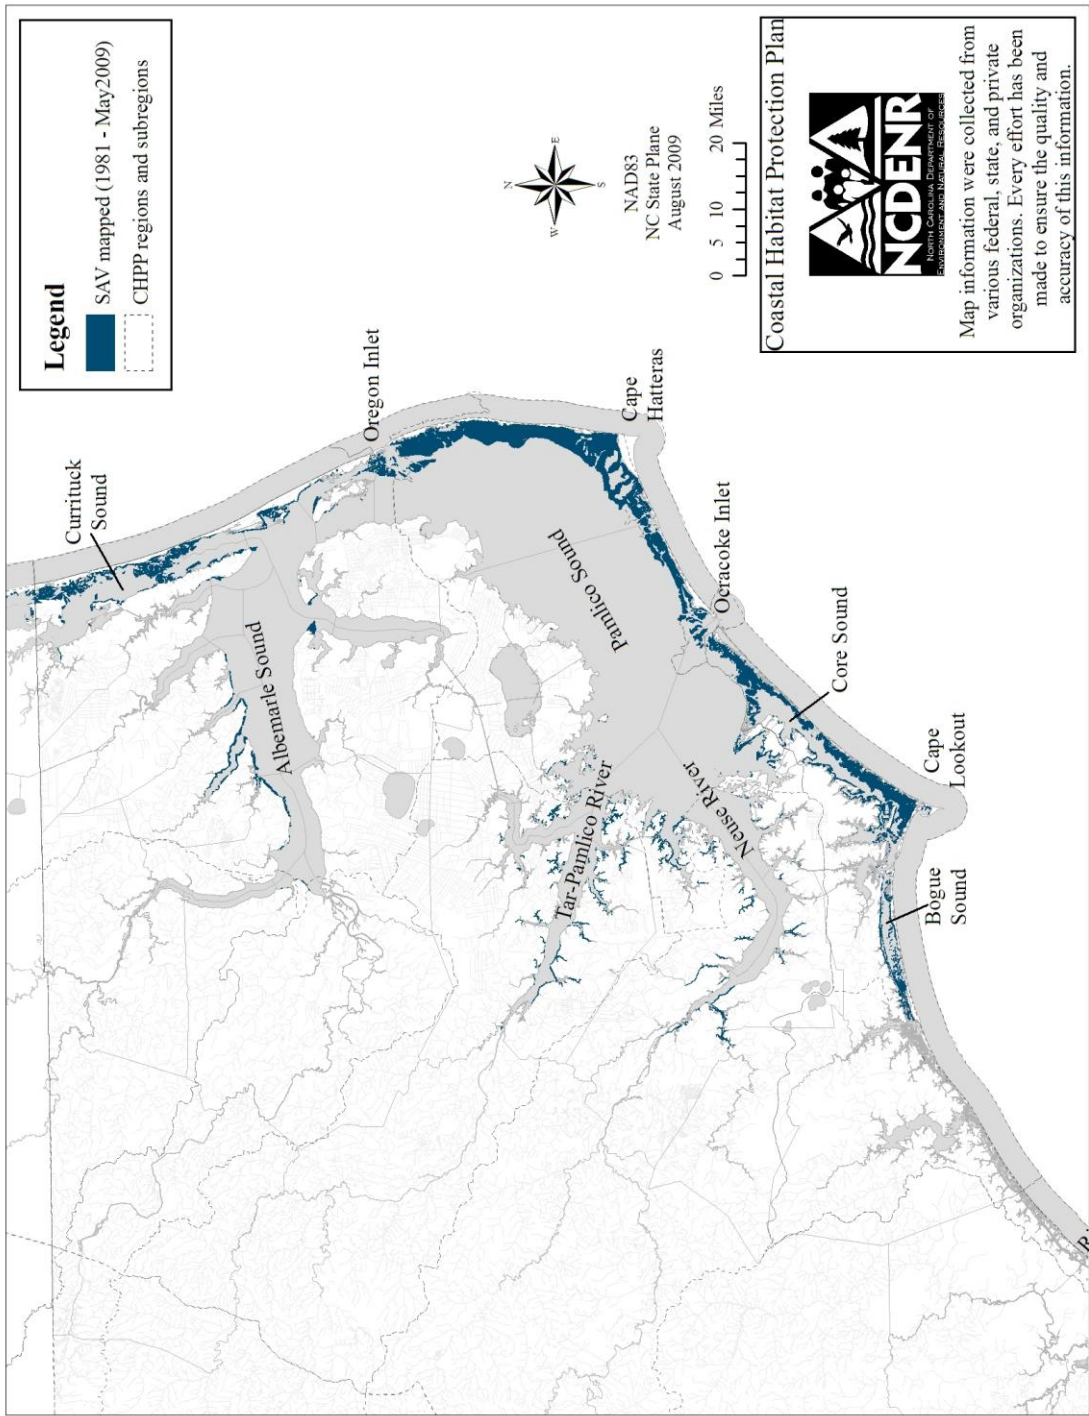 Legend
SAV mapped (1981 - May2009)
CHPP regions and subregions
Currituck
Sound
Oregon Inlet
Albemarle Sound
Pamlico Sound
Cape
Hatteras
Ocracoke Inlet
Tar-Pamlico River
Neuse River
Core Sound
Cape
Lookout
Bogue
Sound
N
W
E
S
NAD83
NC State Plane
August 2009
0 5 10 20 Miles
Coastal Habitat Protection Plan
NCDENR
NORTH CAROLINA DEPARTMENT OF
ENVIRONMENT AND NATURAL RESOURCES
Map information were collected from
various federal, state, and private
organizations. Every effort has been
made to ensure the quality and
accuracy of this information.